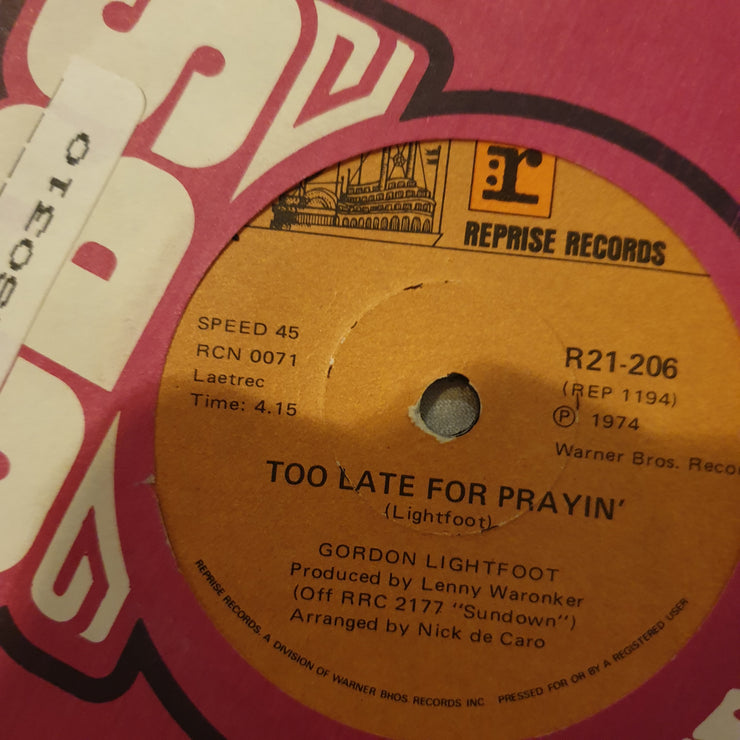 r
REPRISE RECORDS
SPEED 45
RCN 0071
Laetrec
Time: 4.15
R21-206
(REP 1194)
Ⓟ 1974
Warner Bros.
TOO LATE FOR PRAYIN'
(Lightfoot)
GORDON LIGHTFOOT
Produced by Lenny Waronker
(Off RRC 2177 "Sundown")
Arranged by Nick de Caro
REPRISE RECORDS. A DIVISION OF WARNER BROS RECORDS INC PRESSED FOR OR BY A REGISTERED USER